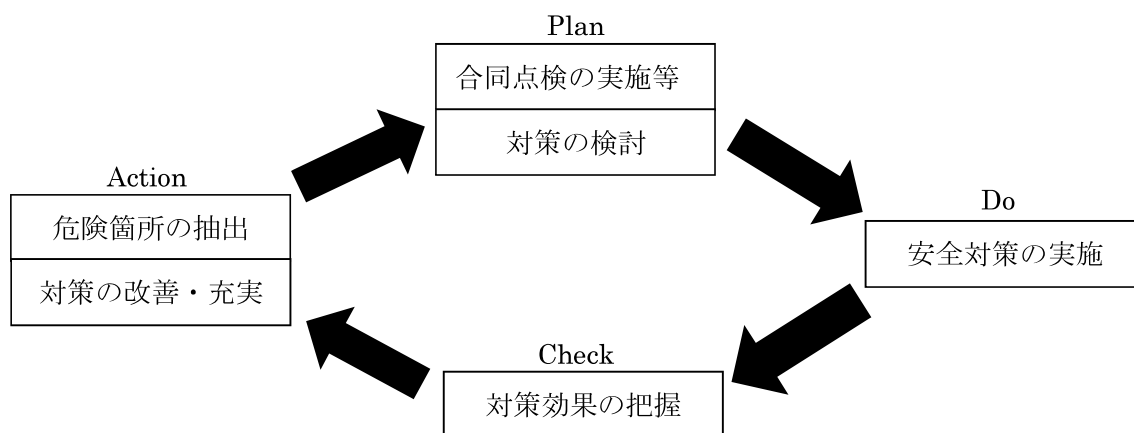 Plan
合同点検の実施等
対策の検討
Action
危険箇所の抽出
対策の改善・充実
Do
安全対策の実施
Check
対策効果の把握